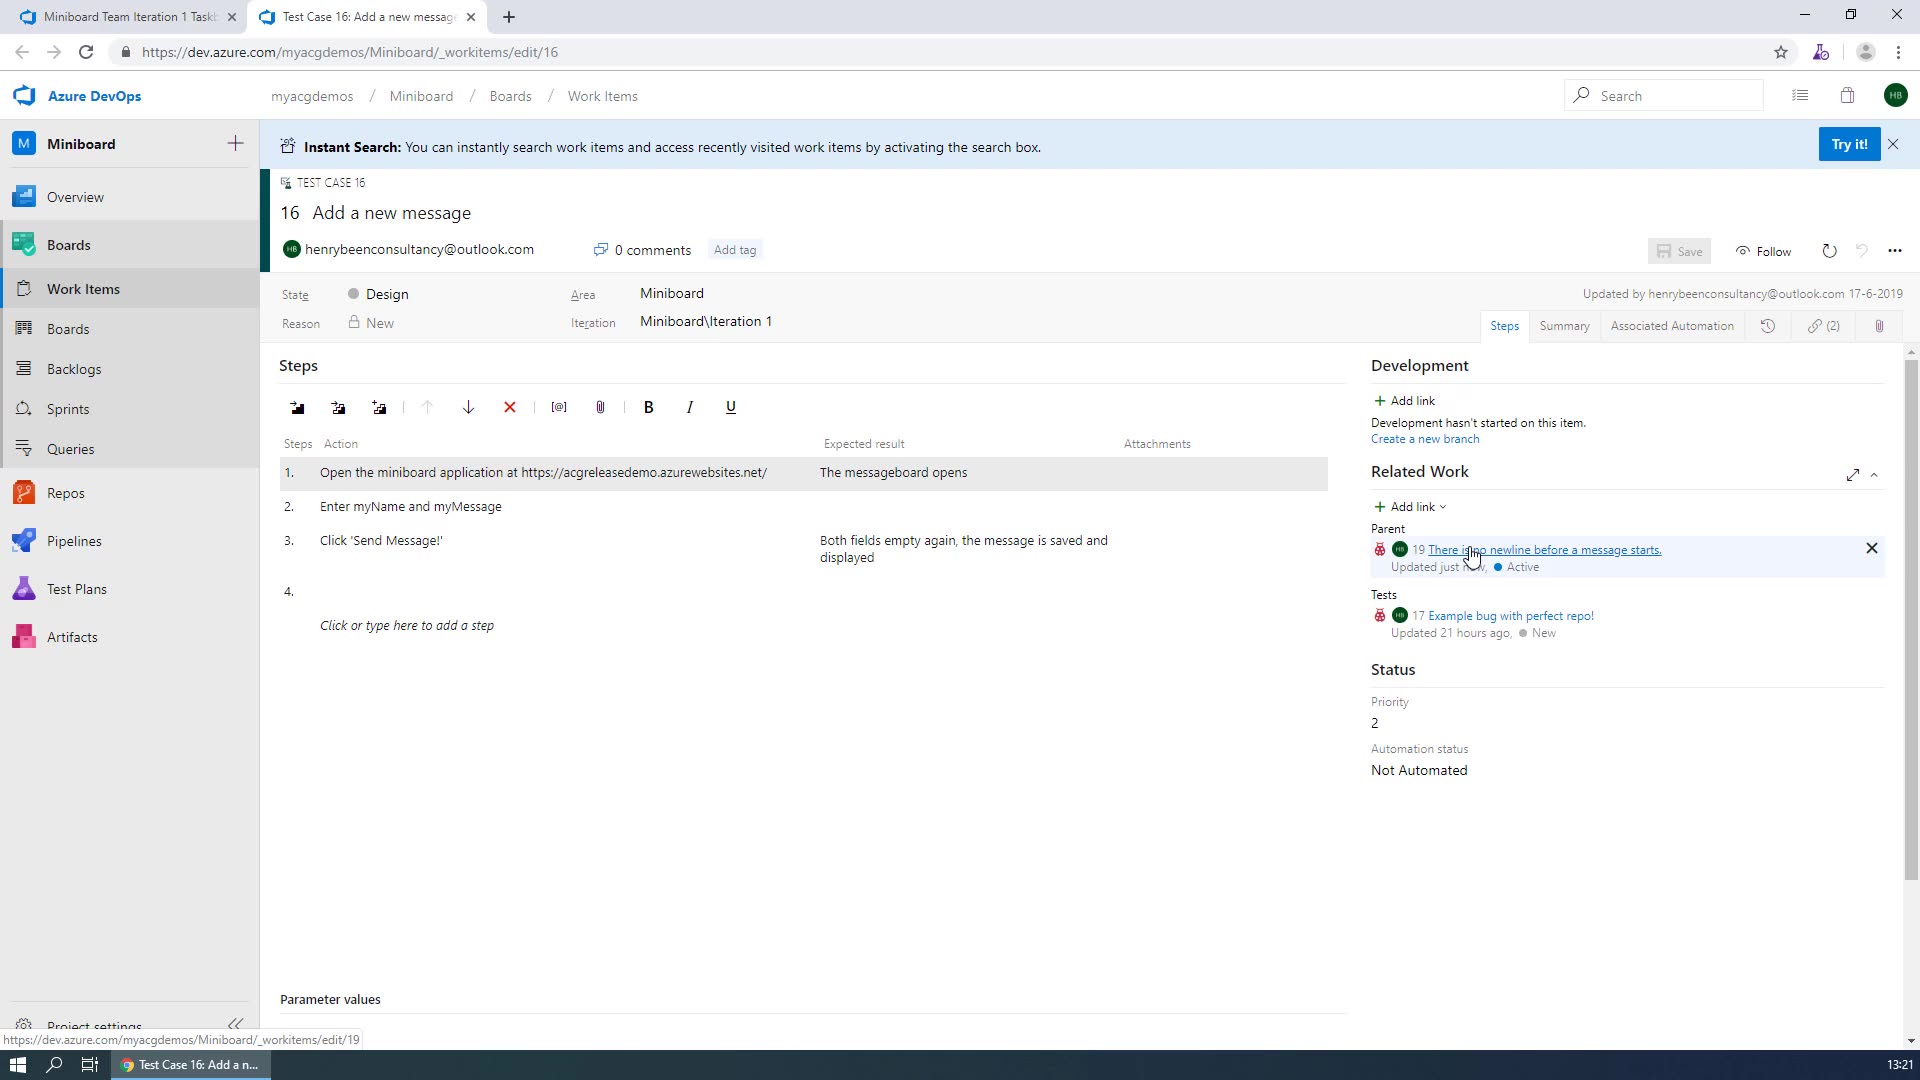 Miniboard Team Iteration 1 Taskb
Test Case 16: Add a new message
https://dev.azure.com/myacgdemos/Miniboard/_workitems/edit/16
Azure DevOps
myacgdemos / Miniboard / Boards / Work Items
Search
HB
M Miniboard
Instant Search: You can instantly search work items and access recently visited work items by activating the search box.
Try it!
TEST CASE 16
16 Add a new message
HB henrybeenconsultancy@outlook.com
0 comments
Add tag
Save
Follow
State
Design
Area
Miniboard
Updated by henrybeenconsultancy@outlook.com 17-6-2019
Reason
New
Iteration
Miniboard\Iteration 1
Steps
Summary
Associated Automation
(2)
Overview
Boards
Work Items
Boards
Backlogs
Sprints
Queries
Repos
Pipelines
Test Plans
Artifacts
Project settings
Steps
B I U
Steps Action Expected result Attachments
1. Open the miniboard application at https://acgreleasedemo.azurewebsites.net/ The messageboard opens
2. Enter myName and myMessage
3. Click 'Send Message!' Both fields empty again, the message is saved and
displayed
4.
Click or type here to add a step
Parameter values
Development
Add link
Development hasn't started on this item.
Create a new branch
Related Work
Add link
Parent
HB 19 There is no newline before a message starts.
Updated just now, Active
Tests
HB 17 Example bug with perfect repo!
Updated 21 hours ago, New
Status
Priority
2
Automation status
Not Automated
https://dev.azure.com/myacgdemos/Miniboard/_workitems/edit/19
Test Case 16: Add a n...
13:21